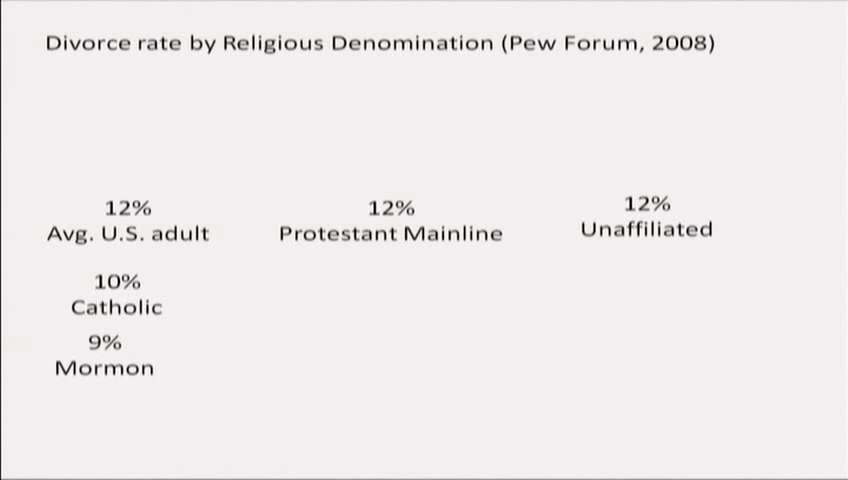 Divorce rate by Religious Denomination (Pew Forum, 2008)
12%
Avg. U.S. adult
12%
Protestant Mainline
12%
Unaffiliated
10%
Catholic
9%
Mormon